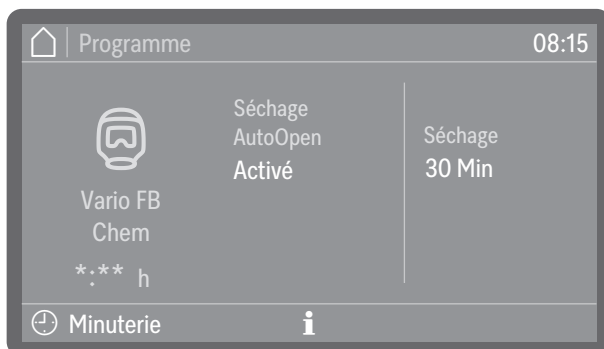 Programme
08:15
Vario FB
Chem
*:** h
Séchage
AutoOpen
Activé
Séchage
30 Min
Minuterie
i